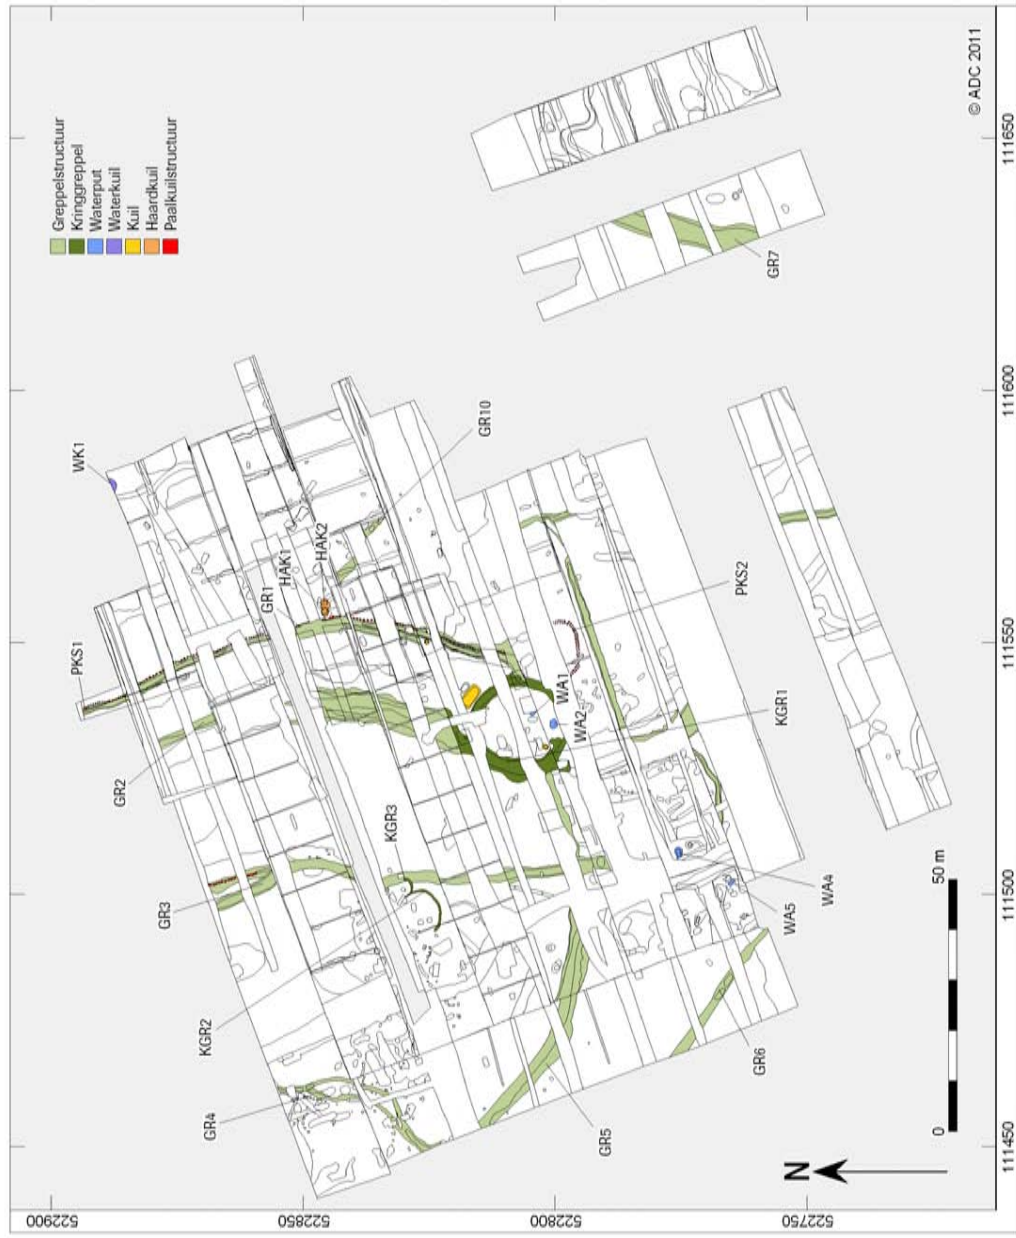 Greppelstructuur
Kringgreppel
Waterput
Waterkuil
Kuil
Haardkuil
Paalkuilstructuur
© ADC 2011
WK1
PKS1
GR1
HAK1
HAK2
GR10
GR2
GR3
KGR3
KGR2
GR4
GR5
GR6
GR7
PKS2
WA1
WA2
KGR1
WA4
WA5
N
0
50 m
111450
111500
111550
111600
111650
522900
522850
522800
522750